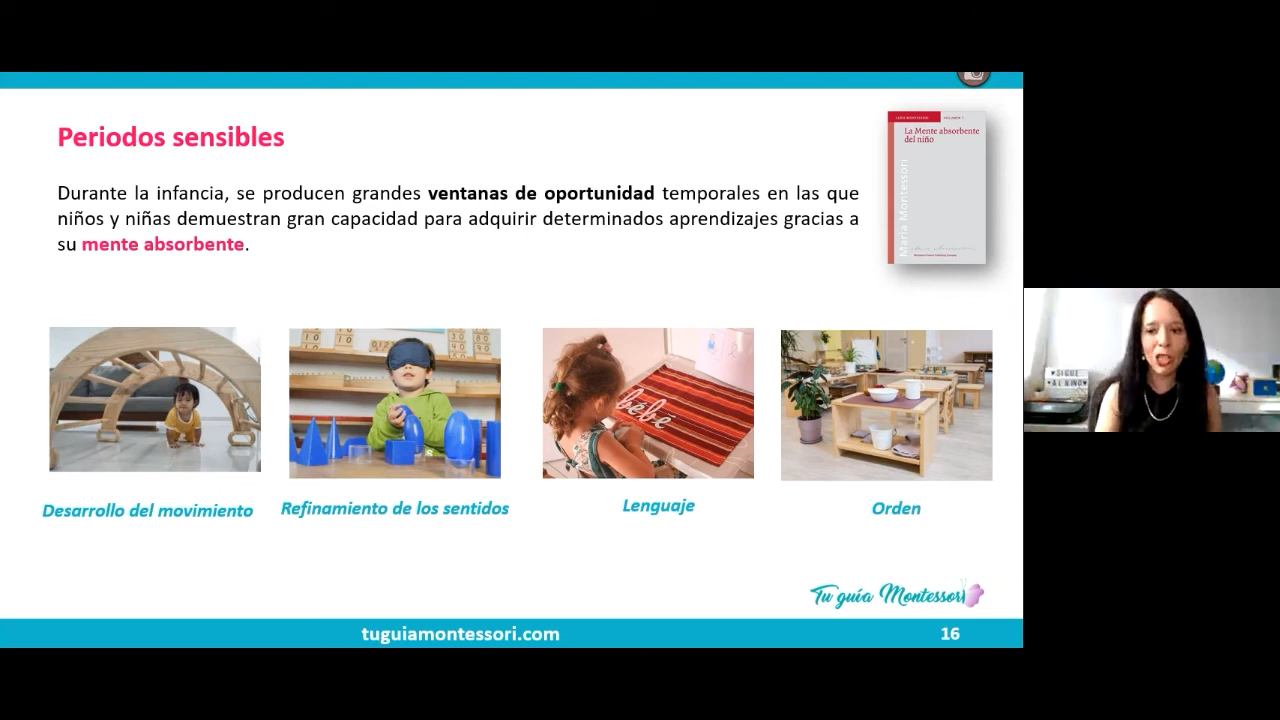 Periodos sensibles
Durante la infancia, se producen grandes ventanas de oportunidad temporales en las que
niños y niñas demuestran gran capacidad para adquirir determinados aprendizajes gracias a
su mente absorbente.
La Mente absorbente
del niño
Maria Montessori
bebé
Desarrollo del movimiento
Refinamiento de los sentidos
Lenguaje
Orden
Tu guía Montessori
tuguiamontessori.com
16